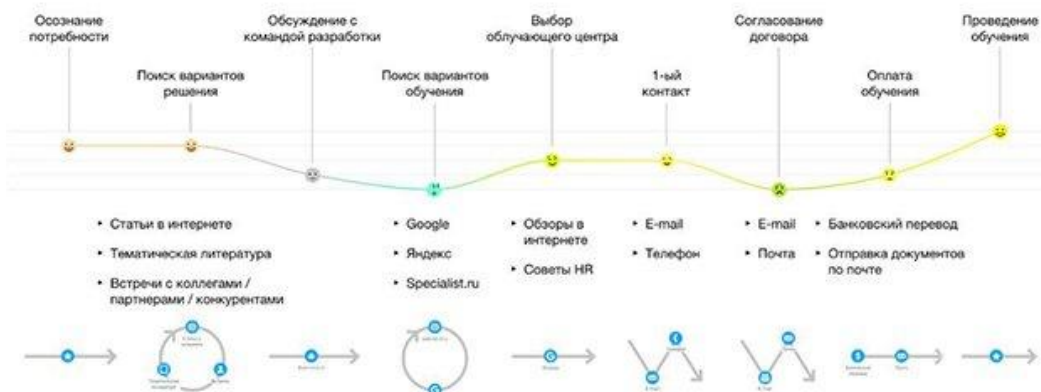 Осознание
потребности
Обсуждение с
командой разработки
Выбор
облучающего центра
Согласование
договора
Проведение
обучения
Поиск вариантов
решения
Поиск вариантов
обучения
1-ый
контакт
Оплата
обучения
‣ Статьи в интернете
‣ Тематическая литература
‣ Встречи с коллегами /
партнерами / конкурентами
‣ Google
‣ Яндекс
‣ Specialist.ru
‣ Обзоры в
интернете
‣ Советы HR
‣ E-mail
‣ Телефон
‣ E-mail
‣ Почта
‣ Банковский перевод
‣ Отправка документов
по почте